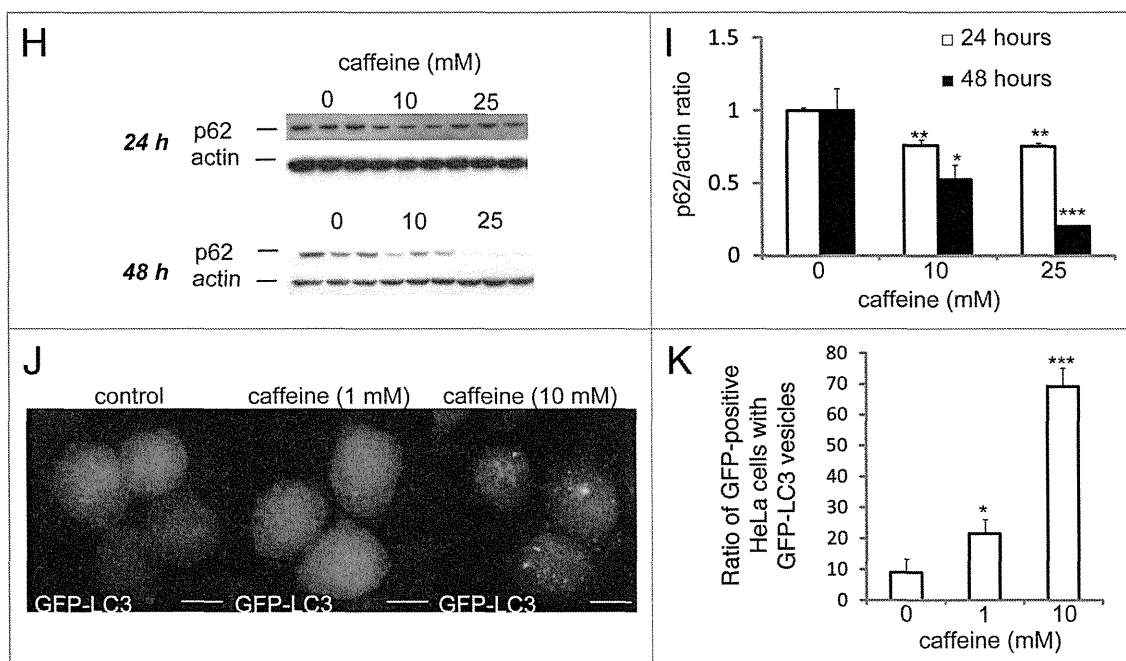 H
caffeine (mM)
0 10 25
24 h
p62
actin
0 10 25
48 h
p62
actin
I
1.5
1
0.5
0
p62/actin ratio
24 hours
48 hours
** * ** ***
0 10 25
caffeine (mM)
J
control caffeine (1 mM) caffeine (10 mM)
GFP-LC3 GFP-LC3 GFP-LC3
K
Ratio of GFP-positive
HeLa cells with
GFP-LC3 vesicles
80
70
60
50
40
30
20
10
0
* ***
0 1 10
caffeine (mM)